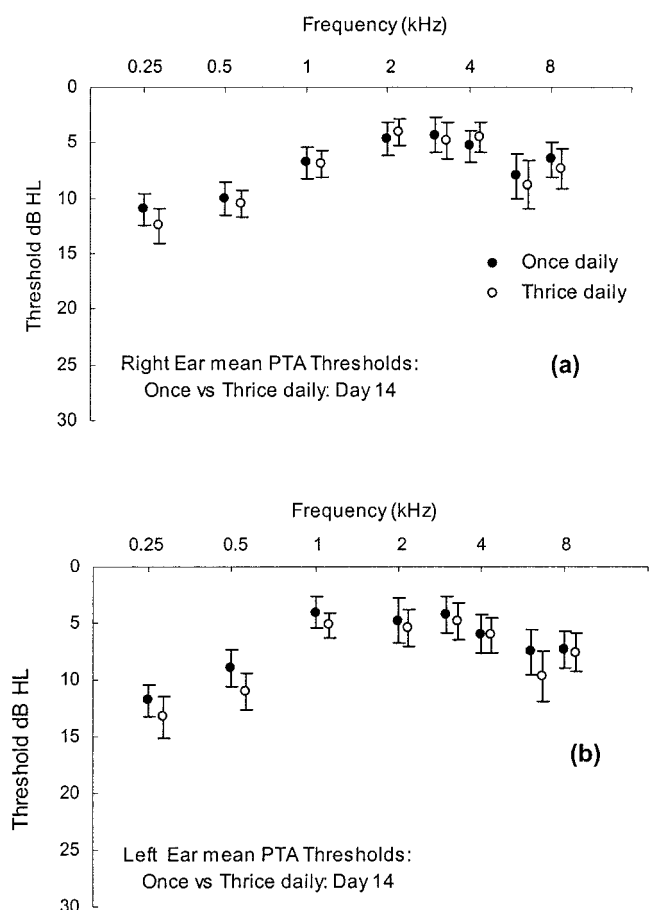 Frequency (kHz)
0.25 0.5 1 2 4 8
0
5
10
15
20
25
30
Threshold dB HL
Once daily
Thrice daily
Right Ear mean PTA Thresholds:
Once vs Thrice daily: Day 14
(a)
Frequency (kHz)
0.25 0.5 1 2 4 8
0
5
10
15
20
25
30
Threshold dB HL
(b)
Left Ear mean PTA Thresholds:
Once vs Thrice daily: Day 14